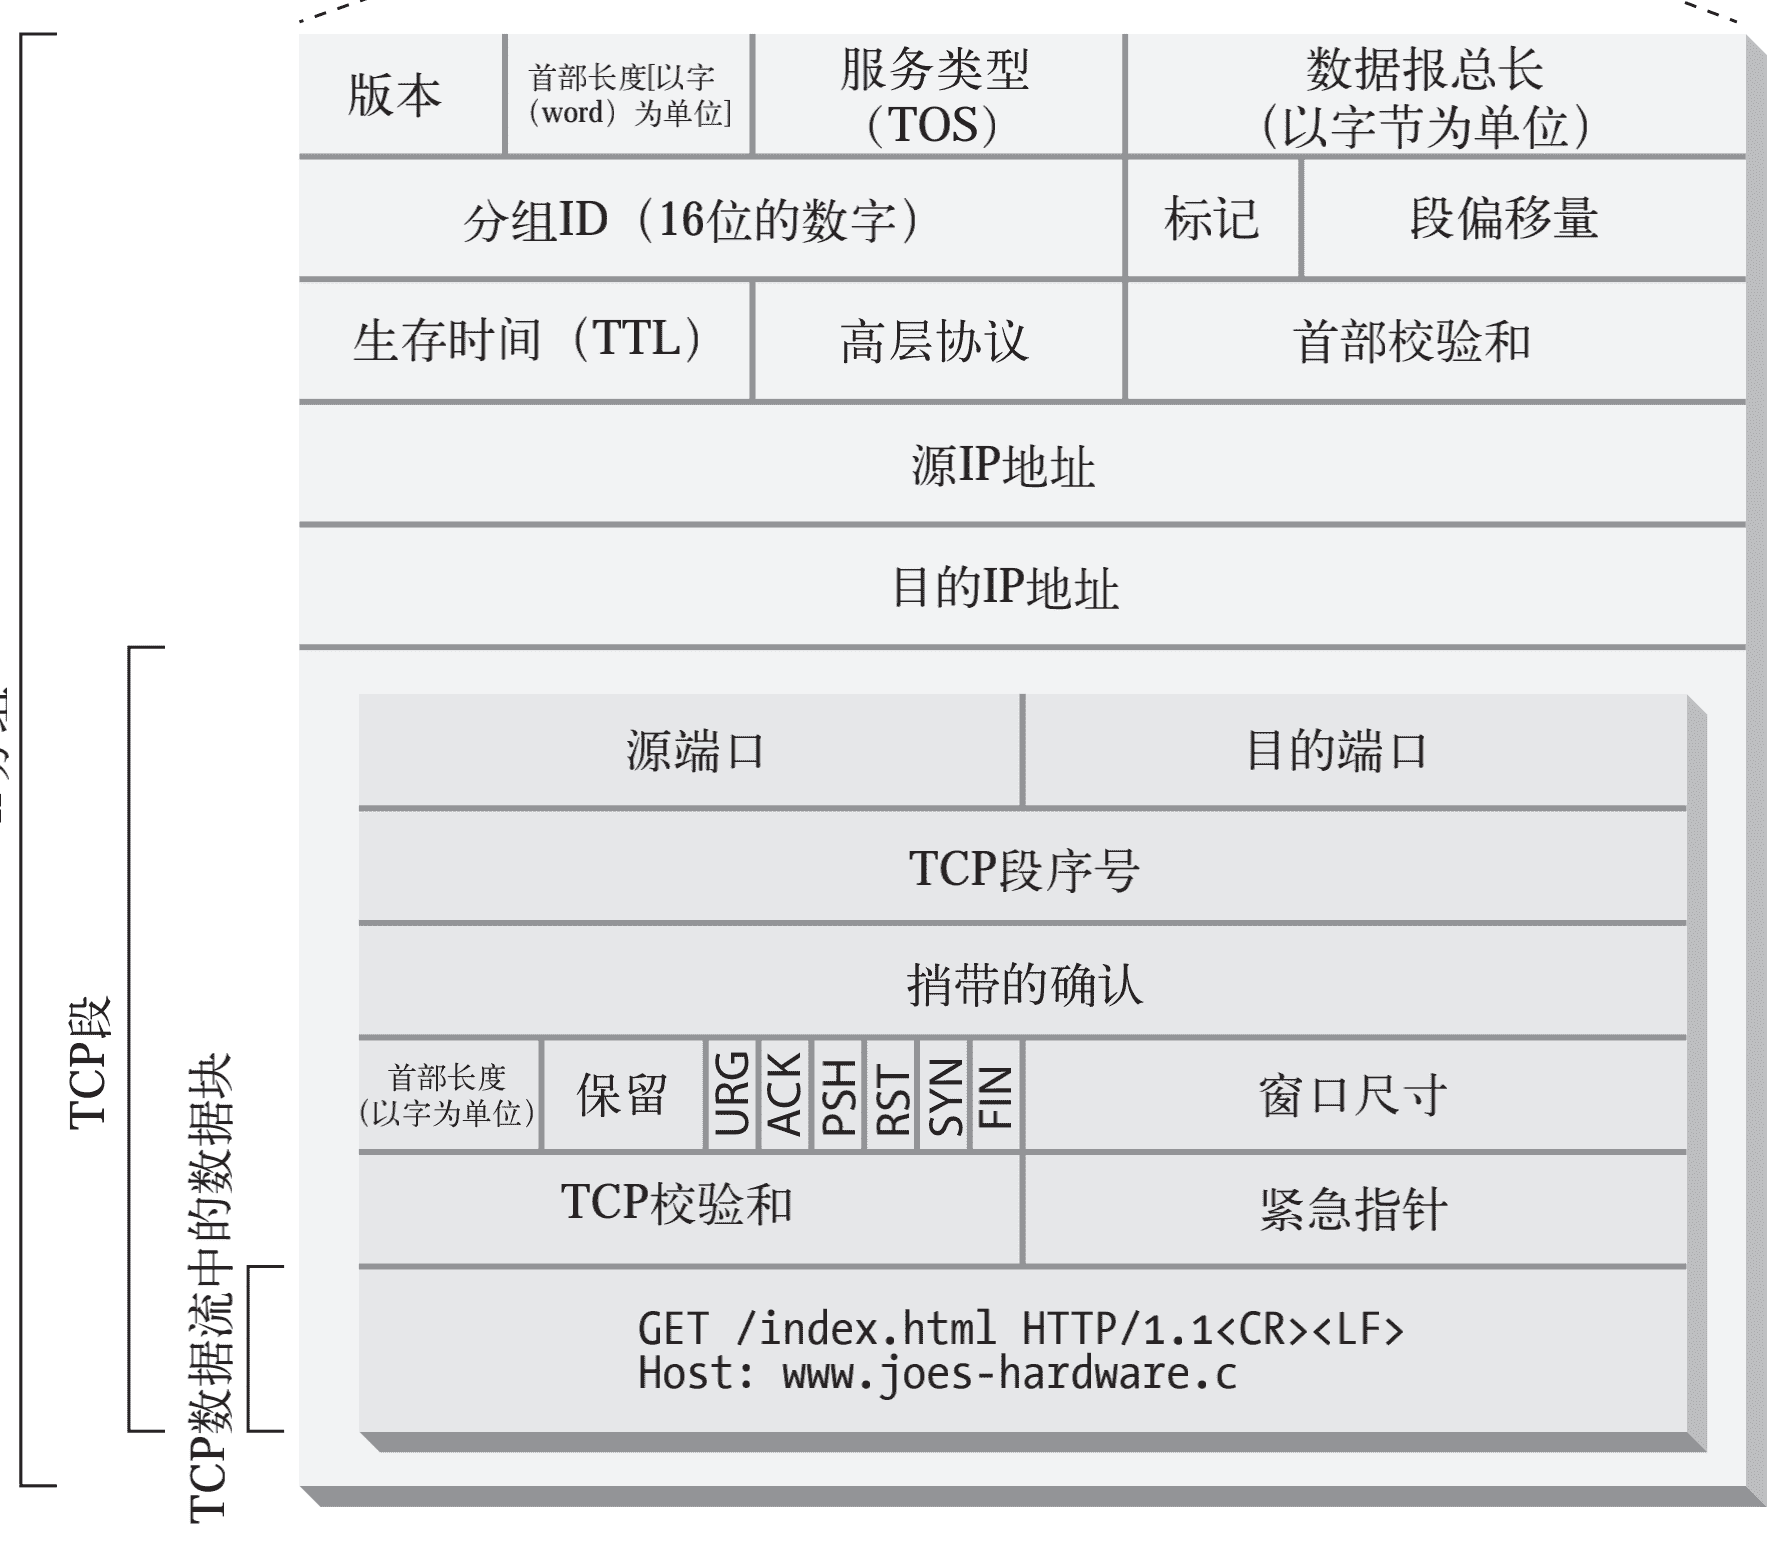 版本
首部长度[以字
(word）为单位]
服务类型
（TOS）
数据报总长
（以字节为单位）
分组ID（16位的数字）
标记
段偏移量
生存时间（TTL）
高层协议
首部校验和
源IP地址
目的IP地址
源端口
目的端口
TCP段序号
捎带的确认
首部长度
(以字为单位)
保留
URG
ACK
PSH
RST
SYN
FIN
窗口尺寸
TCP校验和
紧急指针
GET /index.html HTTP/1.1<CR><LF>
Host: www.joes-hardware.c
TCP段
TCP数据流中的数据块